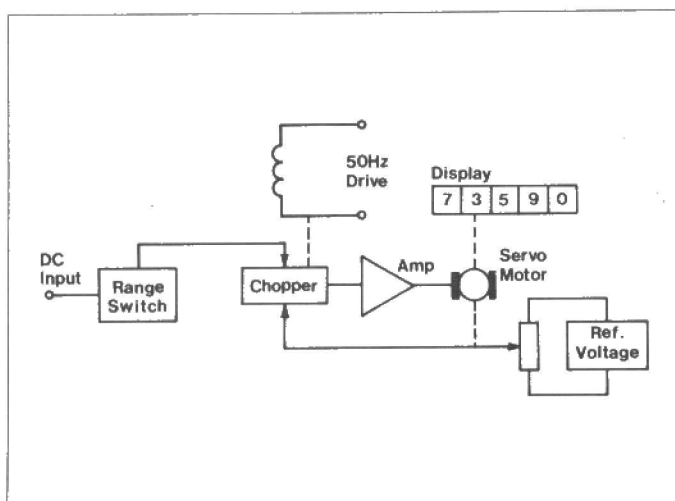 50Hz
Drive
Display
7 3 5 9 0
DC
Input
Range
Switch
Chopper
Amp
Servo
Motor
Ref.
Voltage